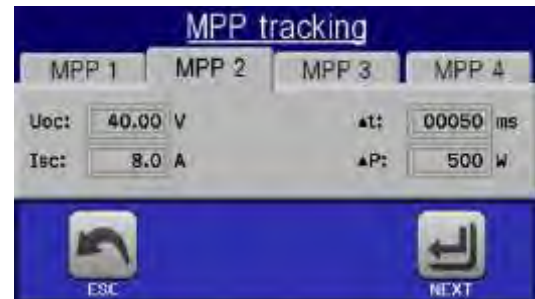 MPP tracking
MPP 1 MPP 2 MPP 3 MPP 4
Uoc: 40.00 V ▲t: 00050 ms
Isc: 8.0 A ▲P: 500 W
ESC NEXT